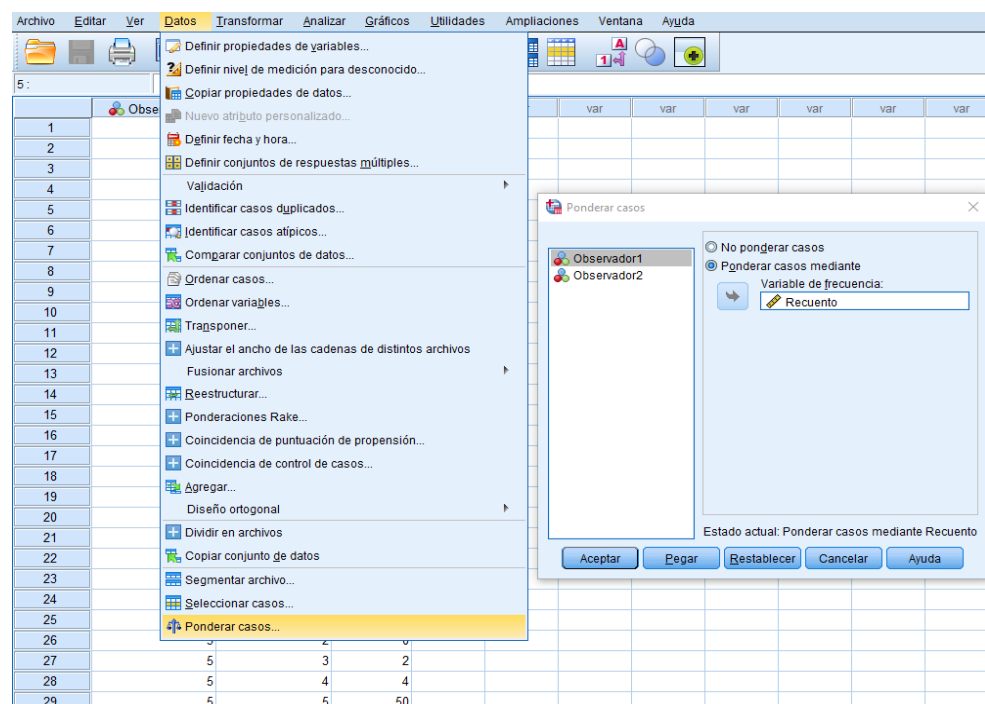 Archivo Editar Ver Datos Transformar Analizar Gráficos Utilidades Ampliaciones Ventana Ayuda
5 :
Definir propiedades de variables...
Definir nivel de medición para desconocido...
Copiar propiedades de datos...
Nuevo atributo personalizado...
Definir fecha y hora...
Definir conjuntos de respuestas múltiples...
Validación
Identificar casos duplicados...
Identificar casos atípicos...
Comparar conjuntos de datos...
Ordenar casos...
Ordenar variables...
Transponer...
Ajustar el ancho de las cadenas de distintos archivos
Fusionar archivos
Reestructurar...
Ponderaciones Rake...
Coincidencia de puntuación de propensión...
Coincidencia de control de casos...
Agregar...
Diseño ortogonal
Dividir en archivos
Copiar conjunto de datos
Segmentar archivo...
Seleccionar casos...
Ponderar casos...
Obse var var var var var var
1
2
3
4
5
6
7
8
9
10
11
12
13
14
15
16
17
18
19
20
21
22
23
24
25
26
27 5 3 2
28 5 4 4
29 5 5 50
Ponderar casos
Observador1
Observador2
No ponderar casos
Ponderar casos mediante
Variable de frecuencia:
Recuento
Estado actual: Ponderar casos mediante Recuento
Aceptar Pegar Restablecer Cancelar Ayuda